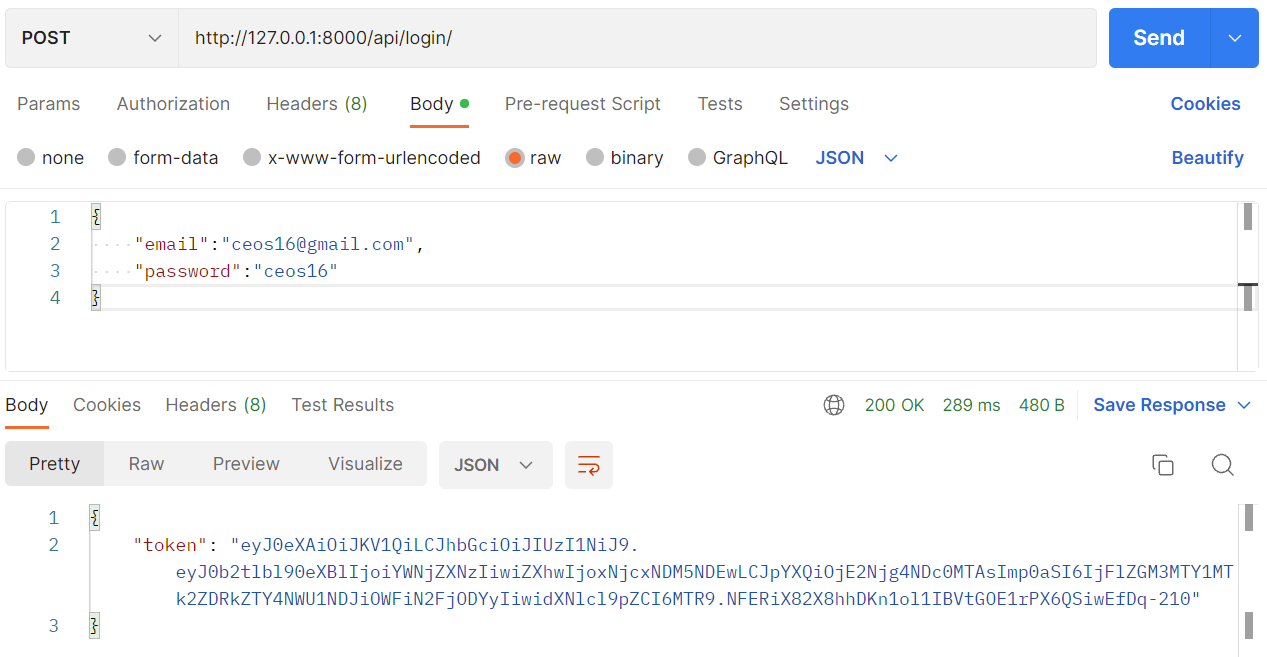 POST http://127.0.0.1:8000/api/login/ Send
Params Authorization Headers (8) Body Pre-request Script Tests Settings Cookies
none form-data x-www-form-urlencoded raw binary GraphQL JSON Beautify
1 {
2 ····"email":"ceos16@gmail.com",
3 ····"password":"ceos16"
4 }
Body Cookies Headers (8) Test Results 200 OK 289 ms 480 B Save Response
Pretty Raw Preview Visualize JSON
1 {
2 "token": "eyJ0eXAiOiJKV1QiLCJhbGciOiJIUzI1NiJ9.
eyJ0b2tlbl90eXBlIjoiYWNjZXNzIiwiZXhwIjoxNjcxNDM5NDEwLCJpYXQiOjE2Njg4NDc0MTAsImp0aSI6IjFlZGM3MTY1MT
k2ZDRkZTY4NWU1NDJiOWFiN2FjODYyIiwidXNlcl9pZCI6MTR9.NFERiX82X8hhDKn1ol1IBVtGOE1rPX6QSiwEfDq-210"
3 }